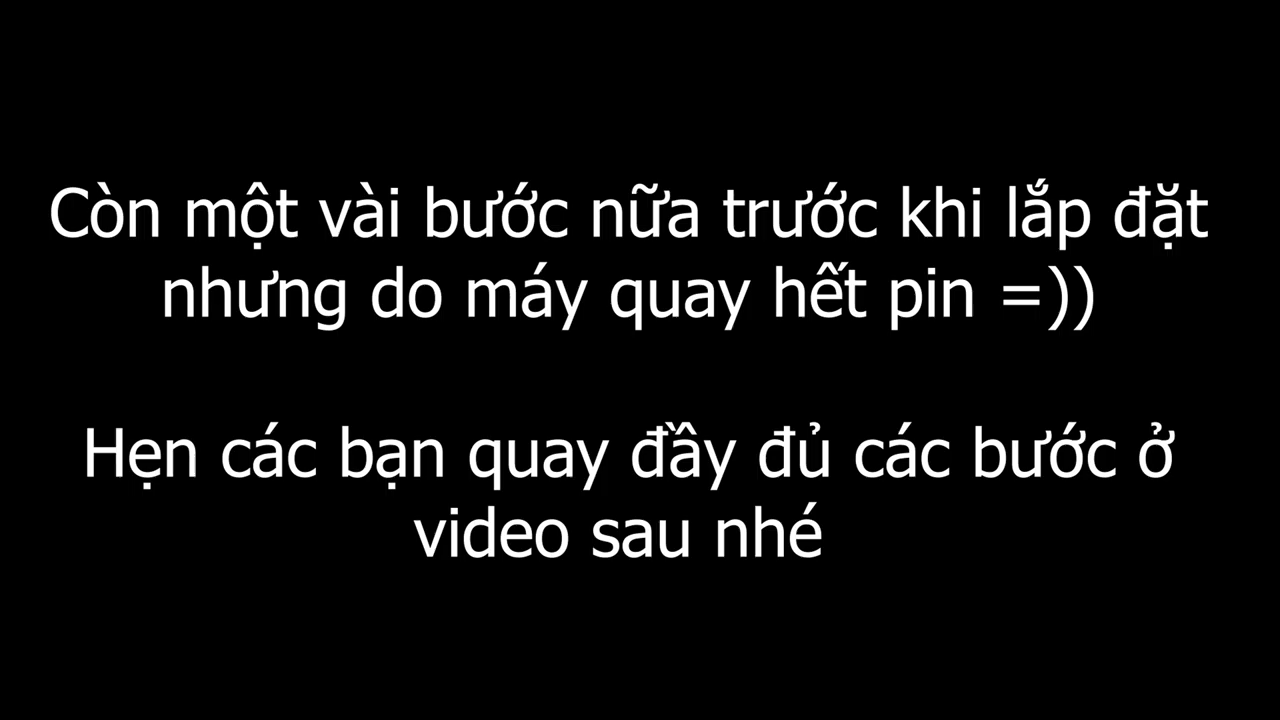 Còn một vài bước nữa trước khi lắp đặt
nhưng do máy quay hết pin =))
Hẹn các bạn quay đầy đủ các bước ở
video sau nhé